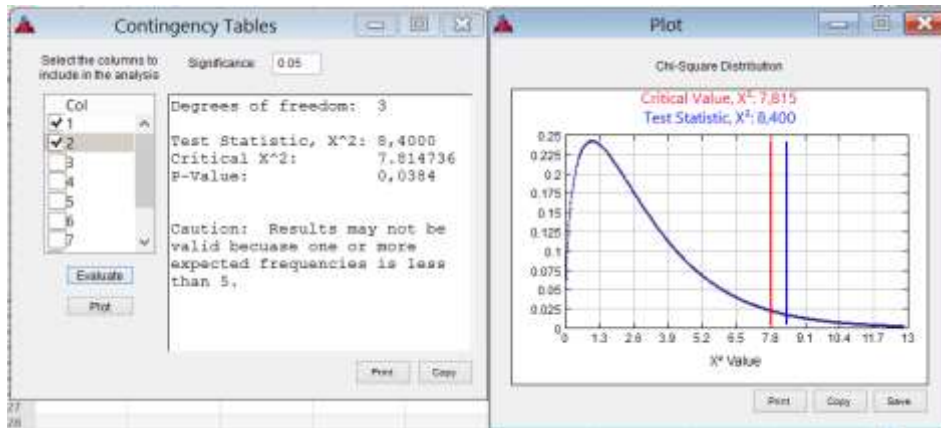 Contingency Tables
Select the columns to
include in the analysis
Significance 0.05
Col
1
2
3
4
5
6
7
Evaluate
Plot
Degrees of freedom: 3
Test Statistic, X^2: 8,4000
Critical X^2: 7.814736
P-Value: 0,0384
Caution: Results may not be
valid becuase one or more
expected frequencies is less
than 5.
Print
Copy
27
28
Plot
Chi-Square Distribution
Critical Value, X²: 7,815
Test Statistic, X²: 8,400
0.25
0.225
0.2
0.175
0.15
0.125
0.1
0.075
0.05
0.025
0
0 1.3 2.6 3.9 5.2 6.5 7.8 9.1 10.4 11.7 13
X² Value
Print
Copy
Save